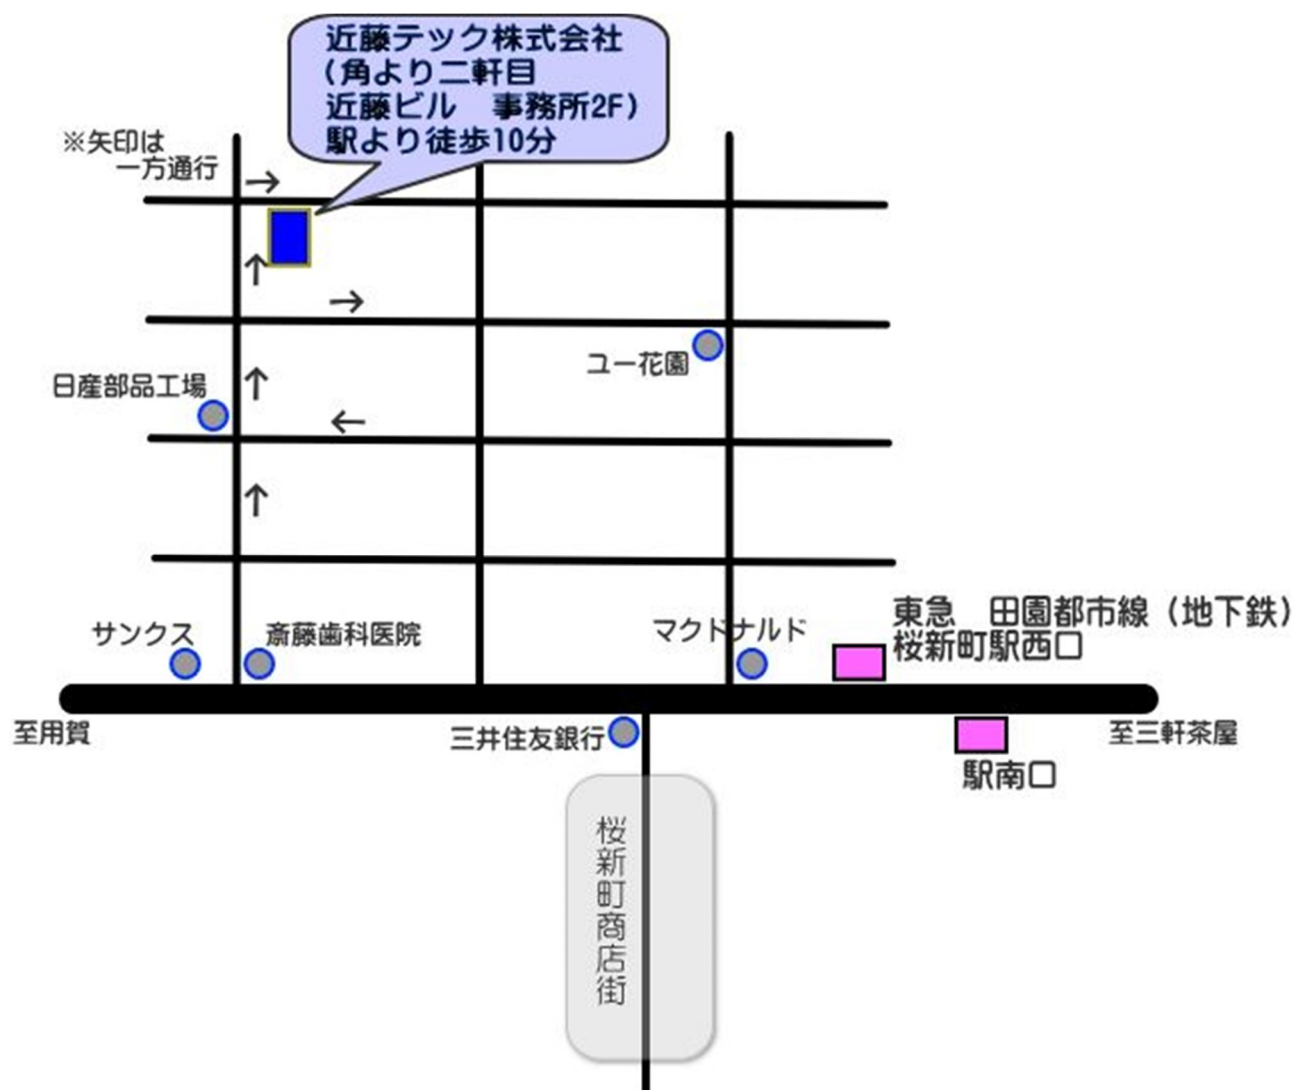 近藤テック株式会社
(角より二軒目
近藤ビル　事務所2F)
駅より徒歩10分
※矢印は
一方通行
→
↑
→
ユー花園
日産部品工場
↑
←
↑
サンクス
斎藤歯科医院
マクドナルド
東急　田園都市線（地下鉄）
桜新町駅西口
至用賀
三井住友銀行
至三軒茶屋
駅南口
桜新町商店街